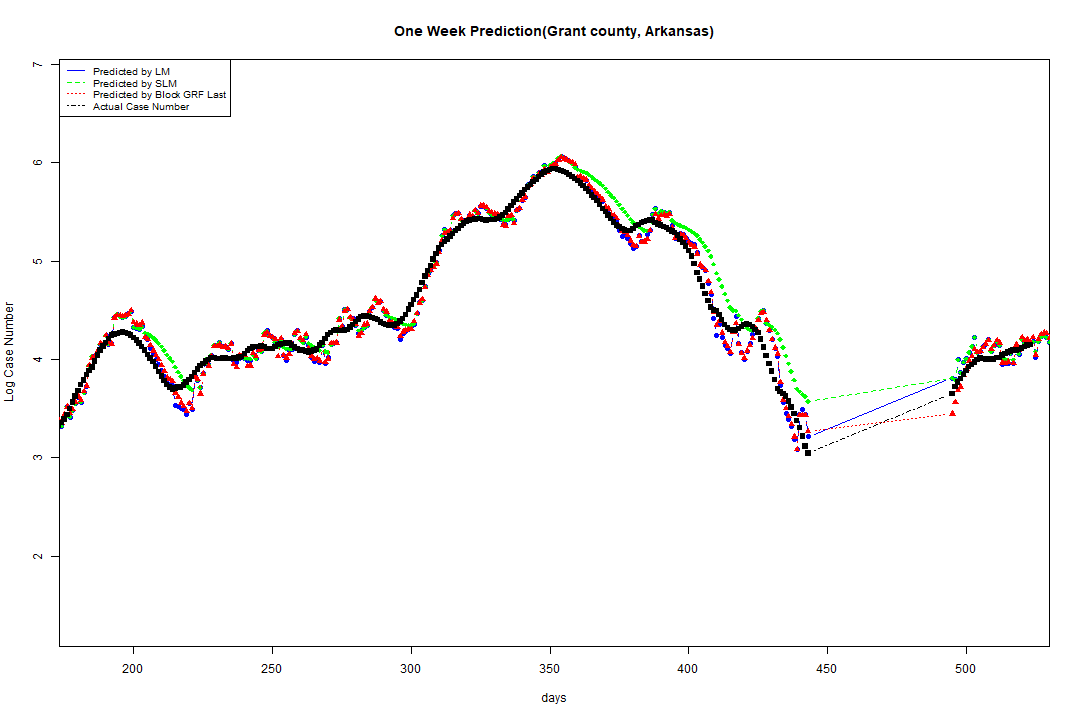 One Week Prediction(Grant county, Arkansas)
Predicted by LM
Predicted by SLM
Predicted by Block GRF Last
Actual Case Number
7
6
5
4
3
2
Log Case Number
200 250 300 350 400 450 500
days